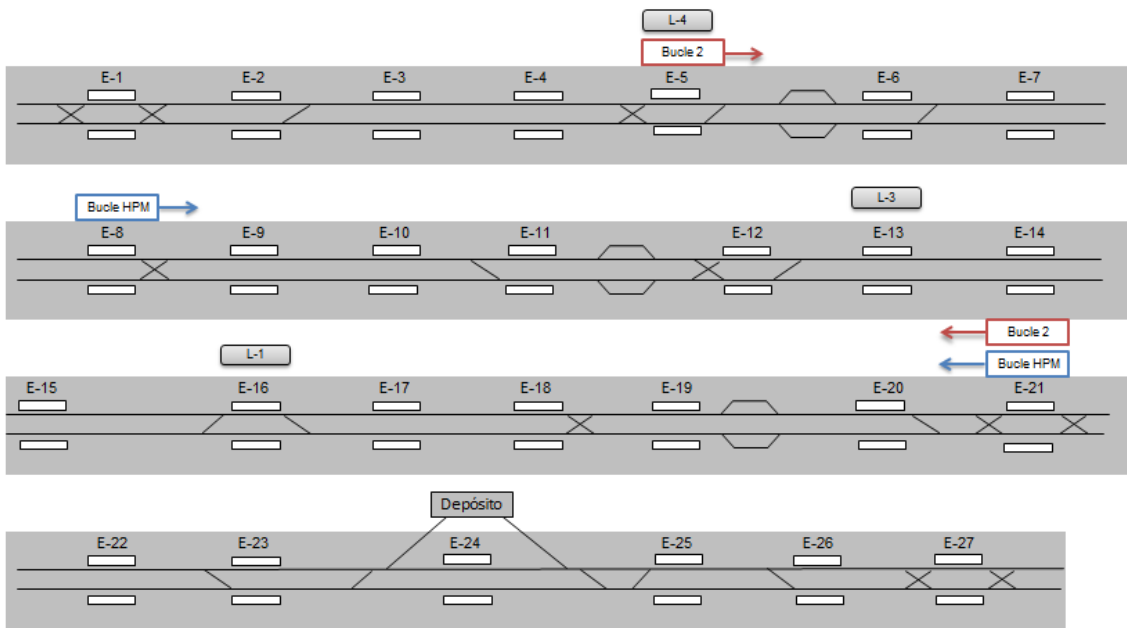 L-4
Bucle 2
E-1 E-2 E-3 E-4 E-5 E-6 E-7
Bucle HPM
L-3
E-8 E-9 E-10 E-11 E-12 E-13 E-14
Bucle 2
L-1
Bucle HPM
E-15 E-16 E-17 E-18 E-19 E-20 E-21
Depósito
E-22 E-23 E-24 E-25 E-26 E-27